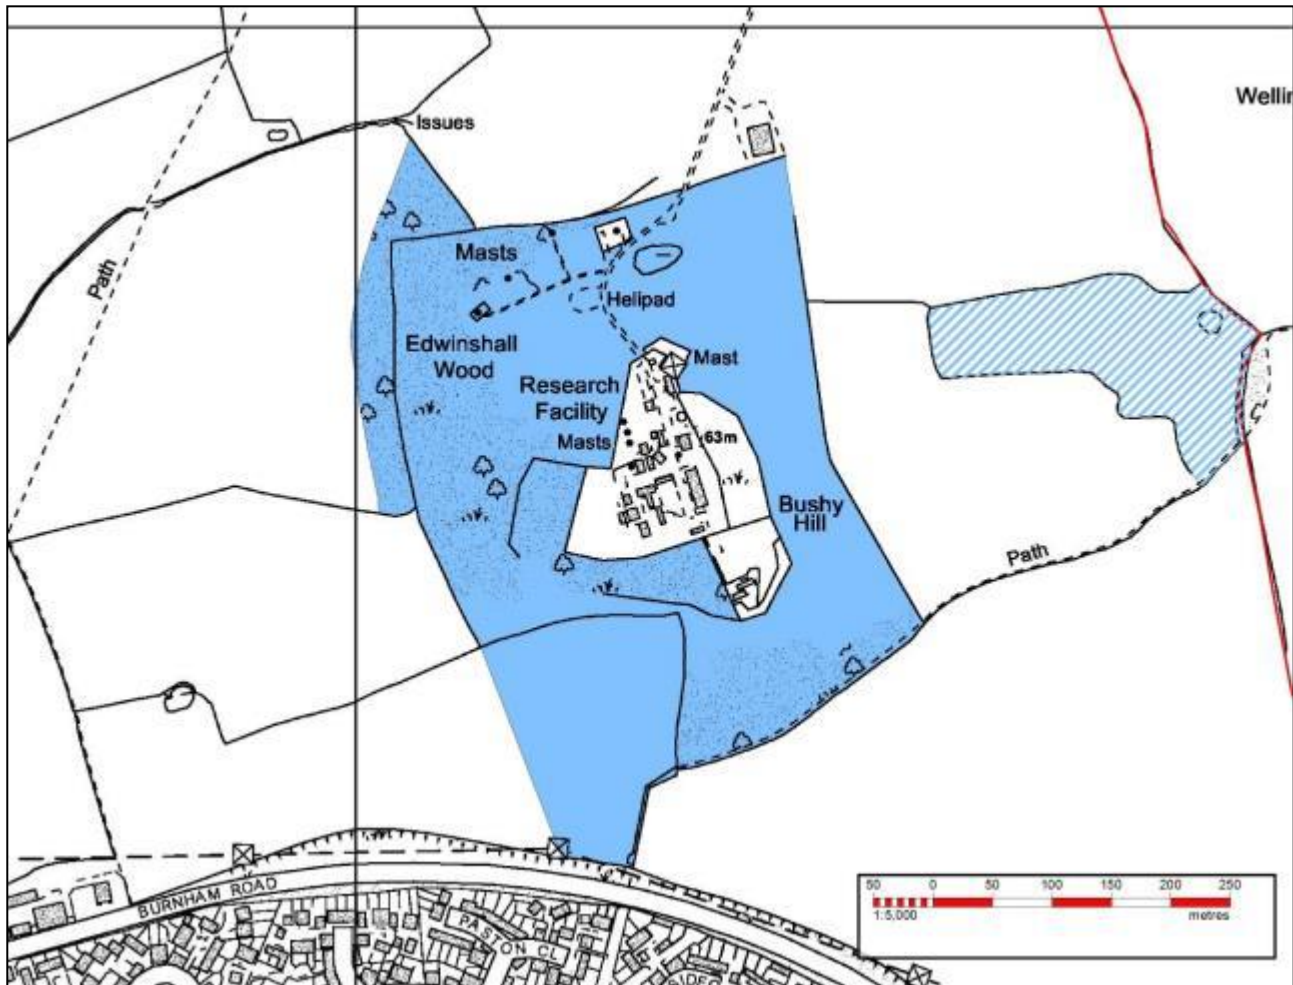 Issues
Wellin
Path
Masts
Helipad
Edwinshall
Wood
Mast
Research
Facility
Masts
63m
Bushy
Hill
Path
BURNHAM ROAD
PASTON CL
50 0 50 100 150 200 250
1:5,000 metres